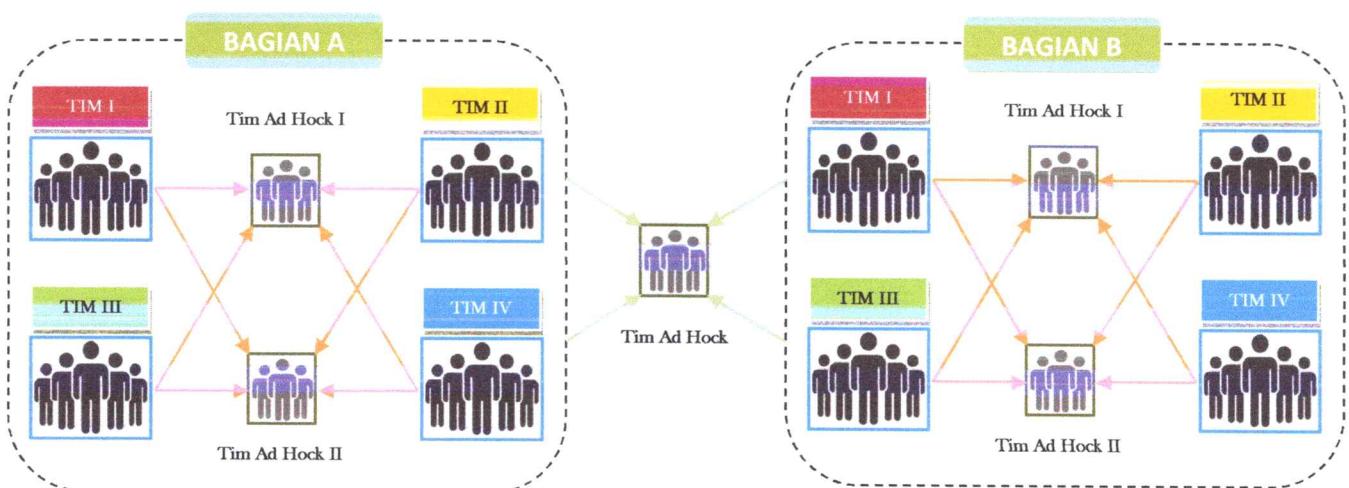 BAGIAN A
TIM I
Tim Ad Hock I
TIM II
TIM III
TIM IV
Tim Ad Hock II
Tim Ad Hock
BAGIAN B
TIM I
Tim Ad Hock I
TIM II
TIM III
TIM IV
Tim Ad Hock II